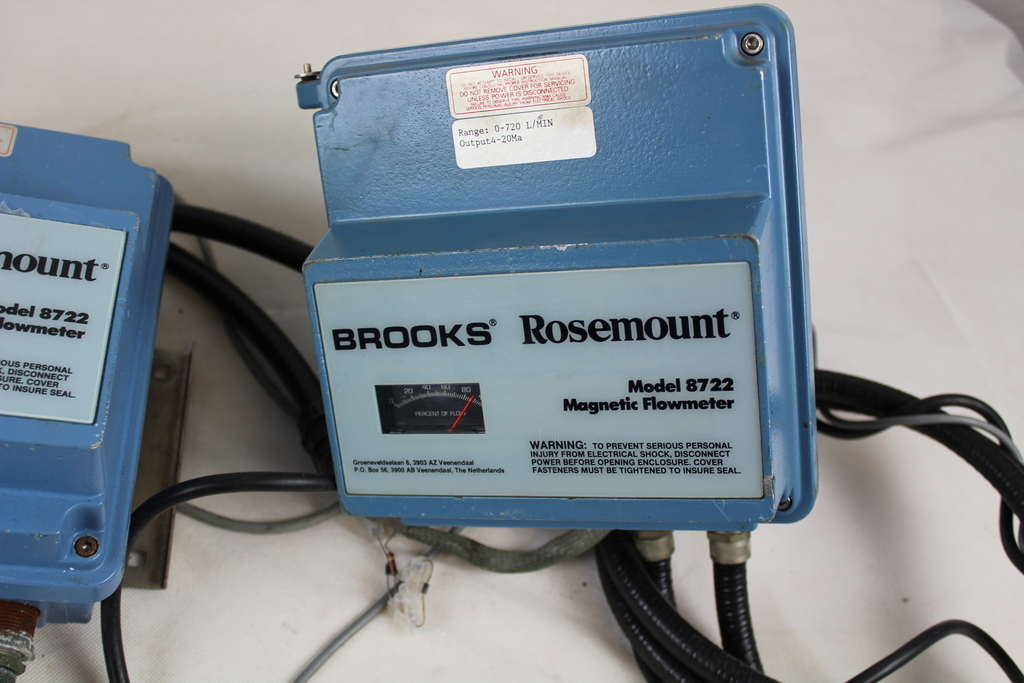 WARNING
DO NOT REMOVE COVER FOR SERVICING
UNLESS POWER IS DISCONNECTED
Range: 0-720 L/MIN
Output4-20Ma
BROOKS® Rosemount®
0 20 40 60 80
PERCENT OF FLOW
Model 8722
Magnetic Flowmeter
WARNING: TO PREVENT SERIOUS PERSONAL
INJURY FROM ELECTRICAL SHOCK, DISCONNECT
POWER BEFORE OPENING ENCLOSURE. COVER
FASTENERS MUST BE TIGHTENED TO INSURE SEAL.
Groeneveldselaan 6, 3903 AZ Veenendaal
P.O. Box 56, 3900 AB Veenendaal, The Netherlands
mount®
odel 8722
lowmeter
IOUS PERSONAL
K, DISCONNECT
SURE. COVER
TO INSURE SEAL.